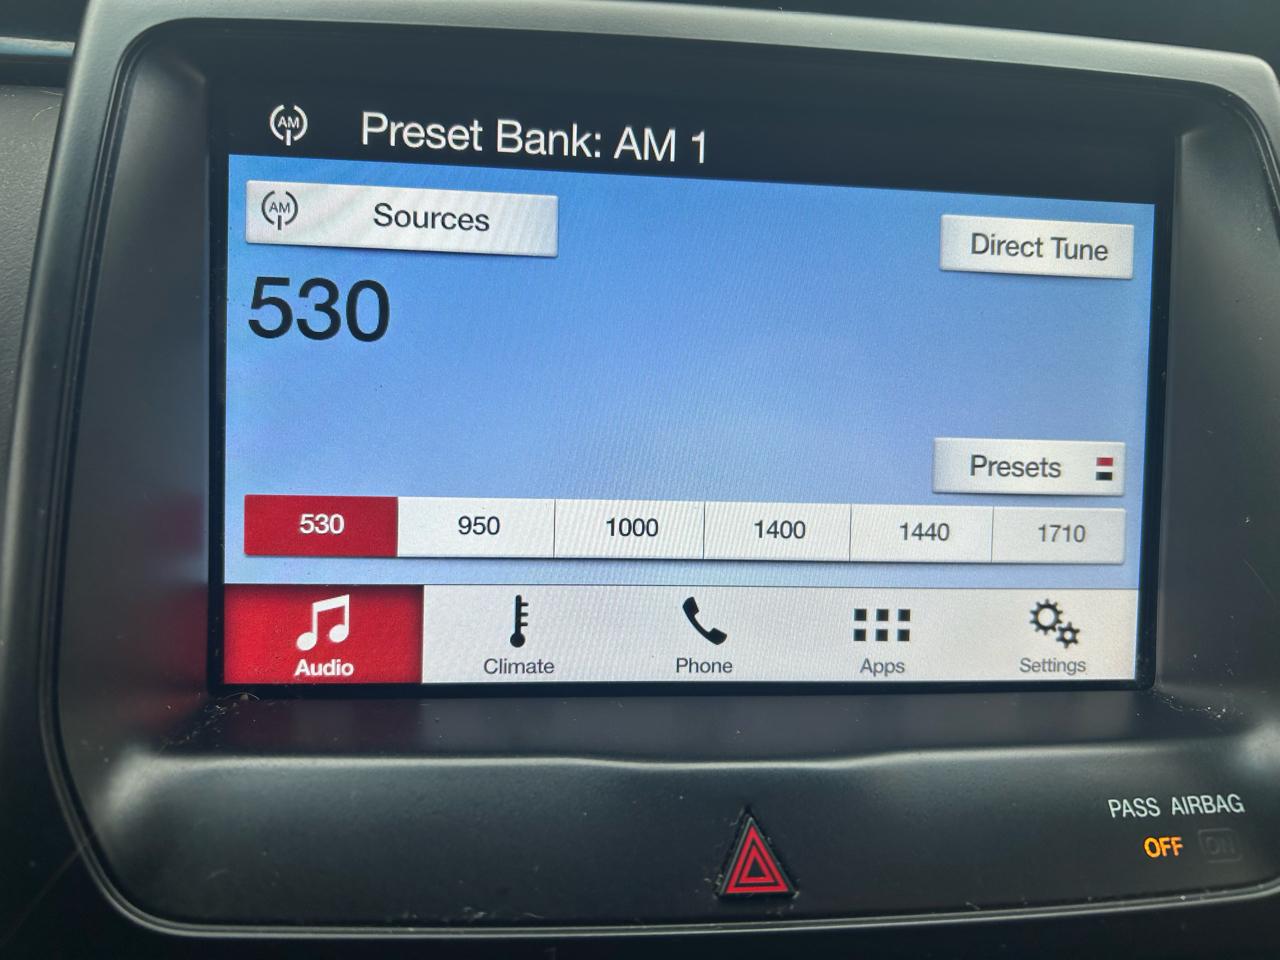 AM Preset Bank: AM 1
AM Sources
Direct Tune
530
Presets
530 950 1000 1400 1440 1710
Audio Climate Phone Apps Settings
PASS AIRBAG
OFF ON